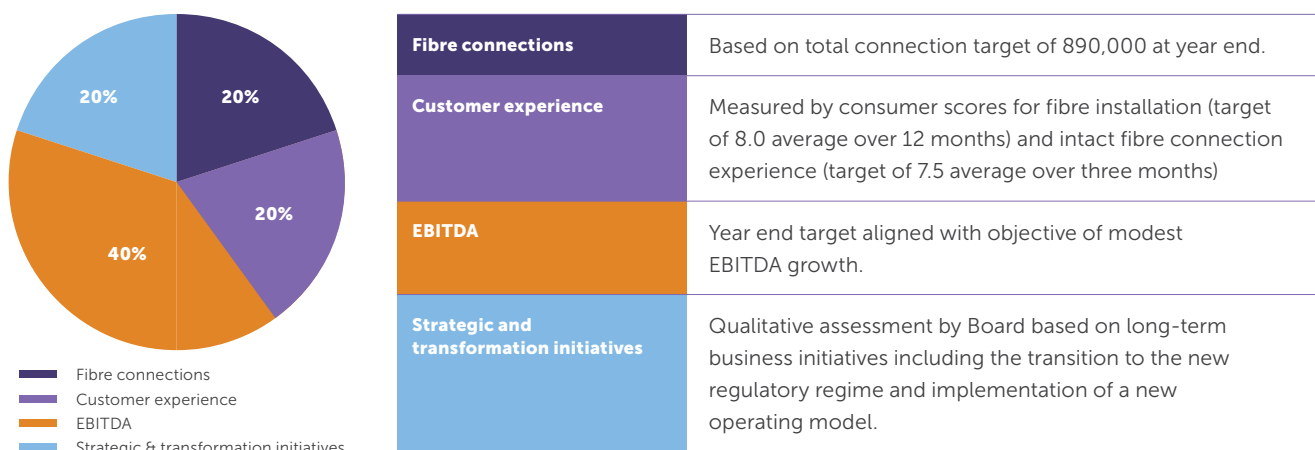 20%
20%
20%
40%
Fibre connections
Customer experience
EBITDA
Strategic & transformation initiatives
Fibre connections
Based on total connection target of 890,000 at year end.
Customer experience
Measured by consumer scores for fibre installation (target
of 8.0 average over 12 months) and intact fibre connection
experience (target of 7.5 average over three months)
EBITDA
Year end target aligned with objective of modest
EBITDA growth.
Strategic and
transformation initiatives
Qualitative assessment by Board based on long-term
business initiatives including the transition to the new
regulatory regime and implementation of a new
operating model.